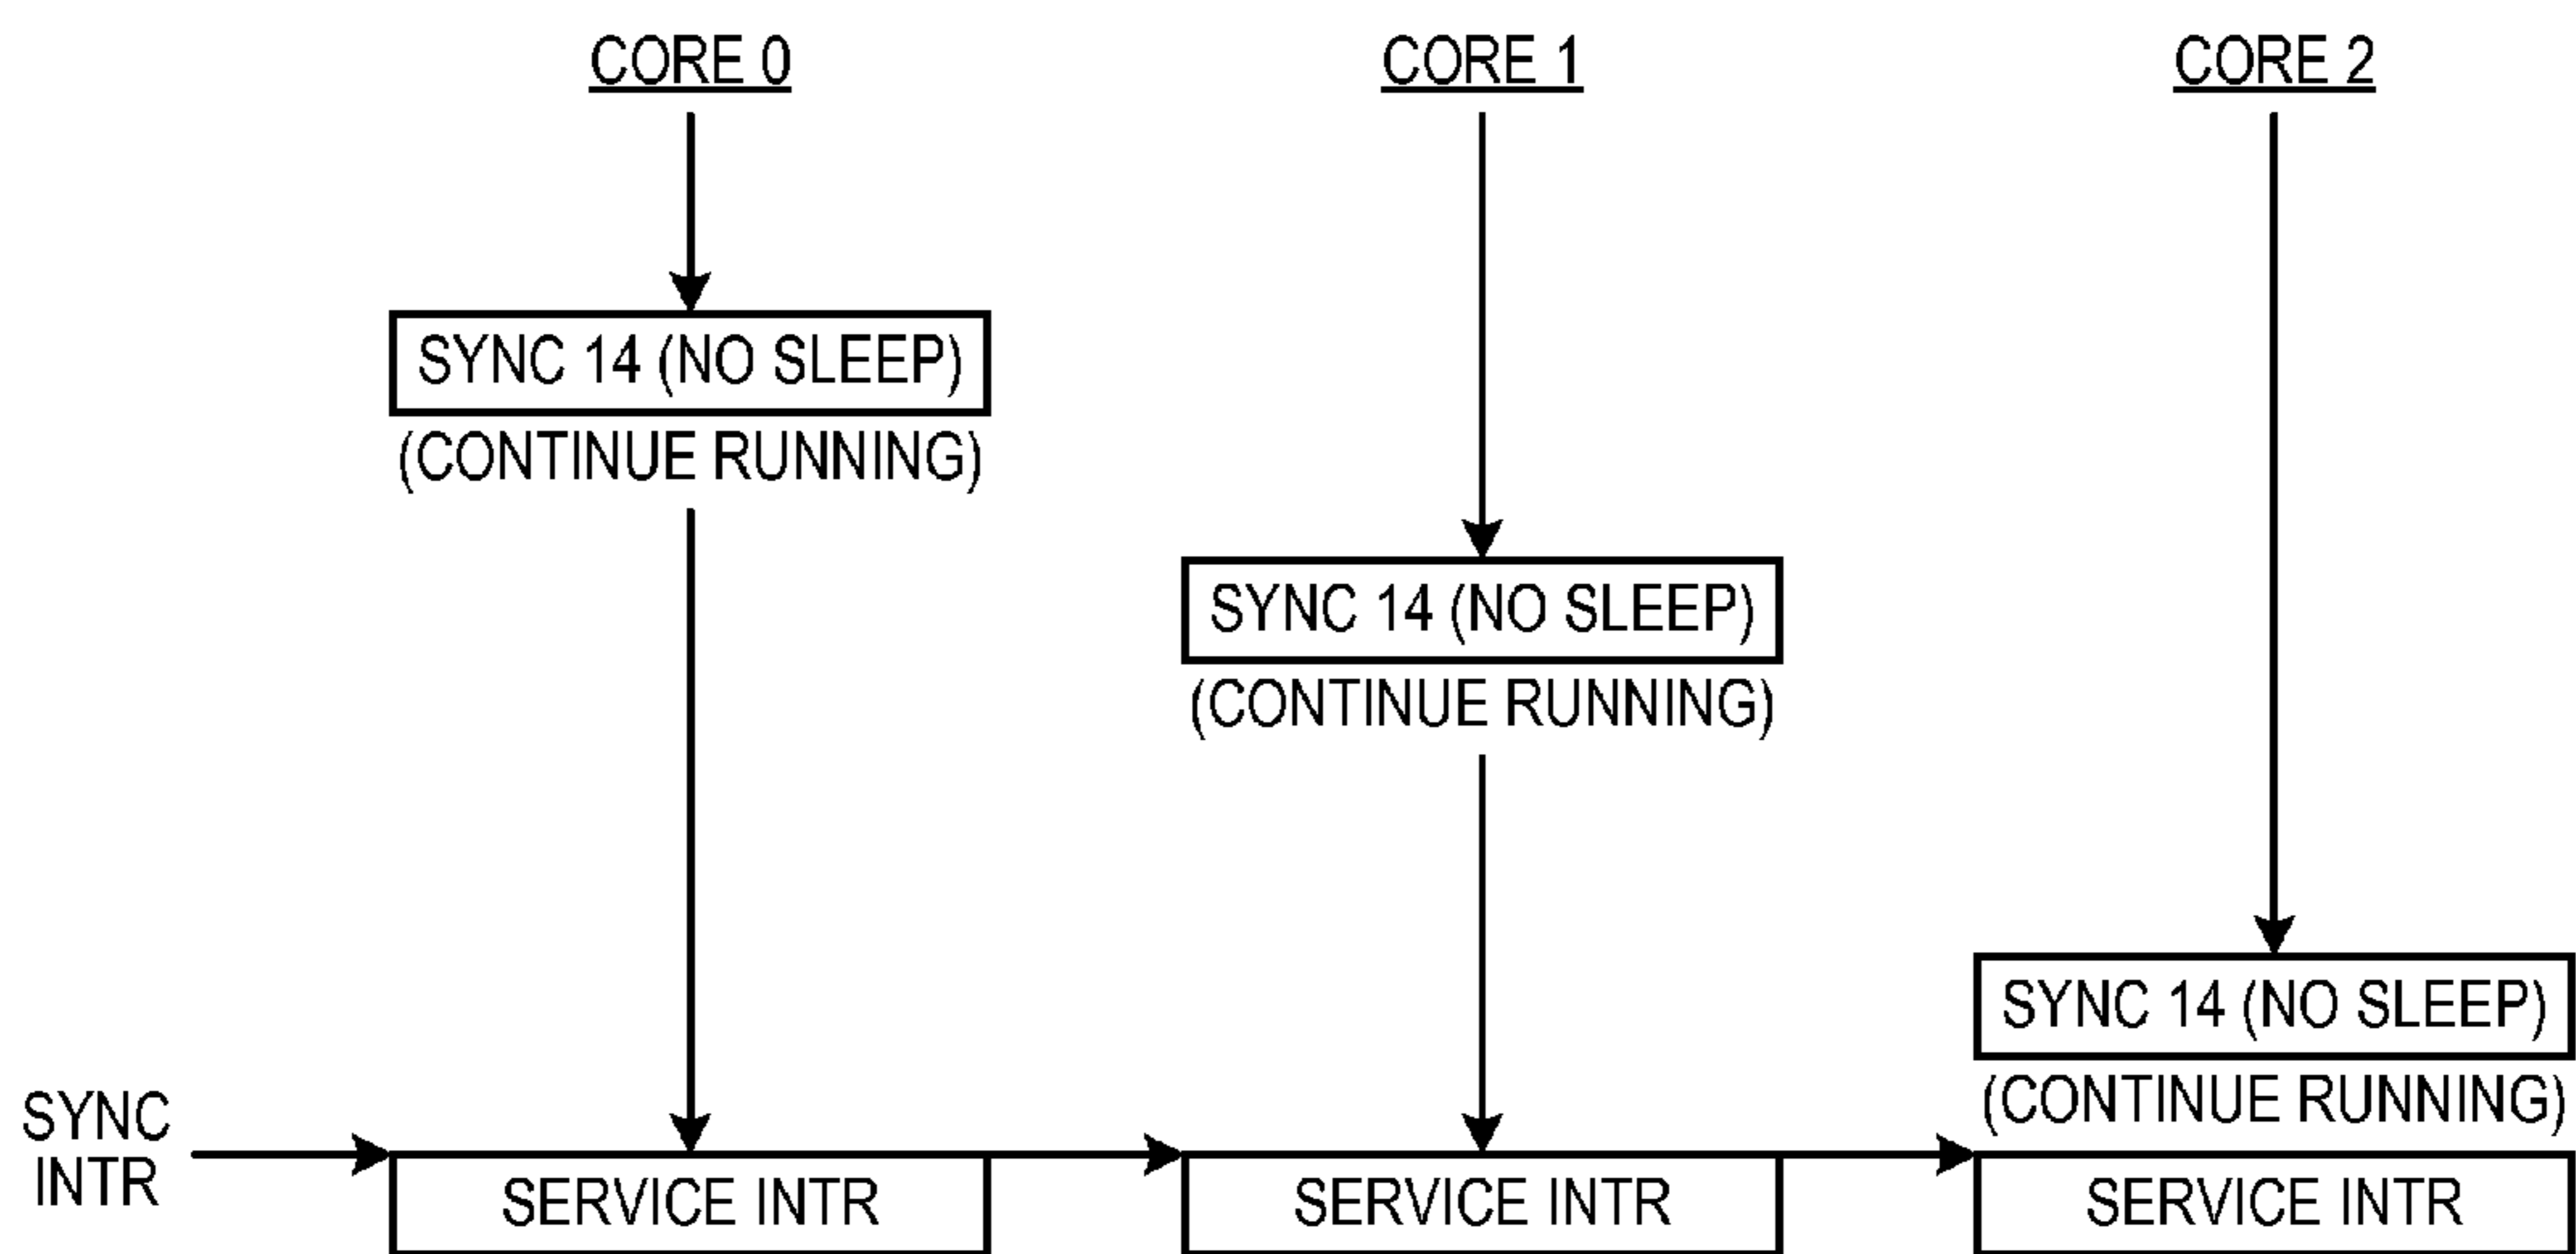 CORE 0
CORE 1
CORE 2
SYNC 14 (NO SLEEP)
(CONTINUE RUNNING)
SYNC 14 (NO SLEEP)
(CONTINUE RUNNING)
SYNC 14 (NO SLEEP)
(CONTINUE RUNNING)
SYNC
INTR
SERVICE INTR
SERVICE INTR
SERVICE INTR